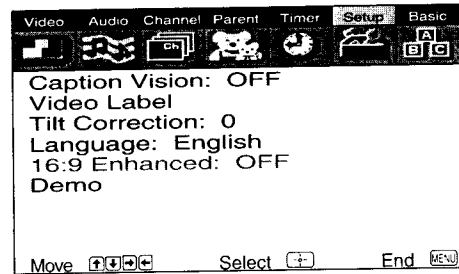 Video Audio Channel Parent Timer Setup Basic
Ch A B C
Caption Vision: OFF
Video Label
Tilt Correction: 0
Language: English
16:9 Enhanced: OFF
Demo
Move Select End MENU